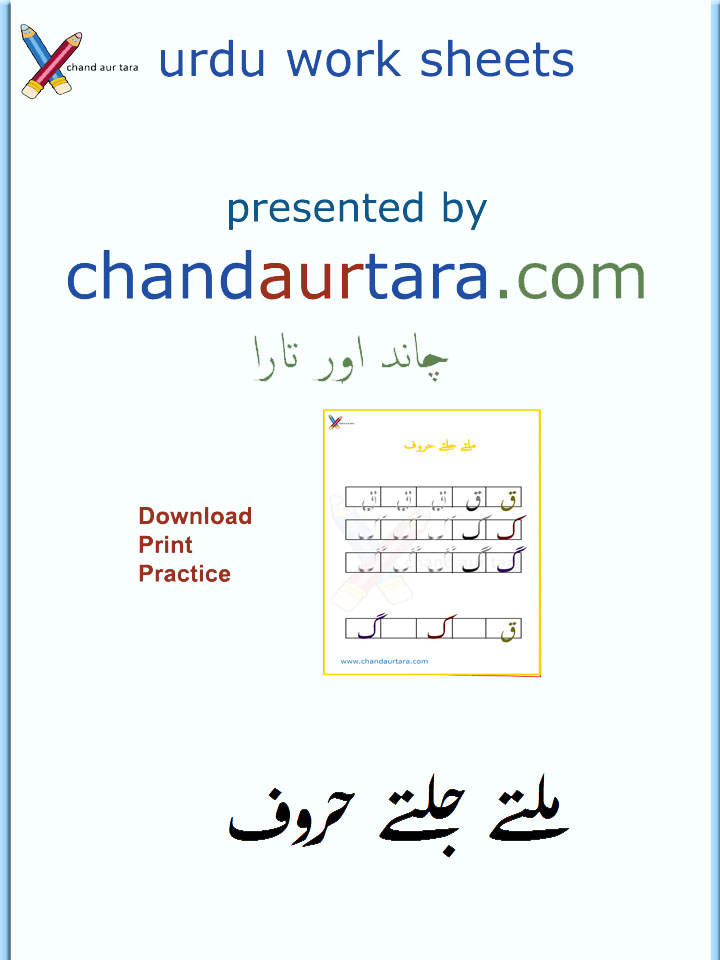 chand aur tara
urdu work sheets
presented by
chandaurtara.com
چاند اور تارا
ملتے جلتے حروف
ق ق ق ق ق
ک ک ک ک ک
گ گ گ گ گ
ق ک گ
www.chandaurtara.com
Download
Print
Practice
ملتے جلتے حروف